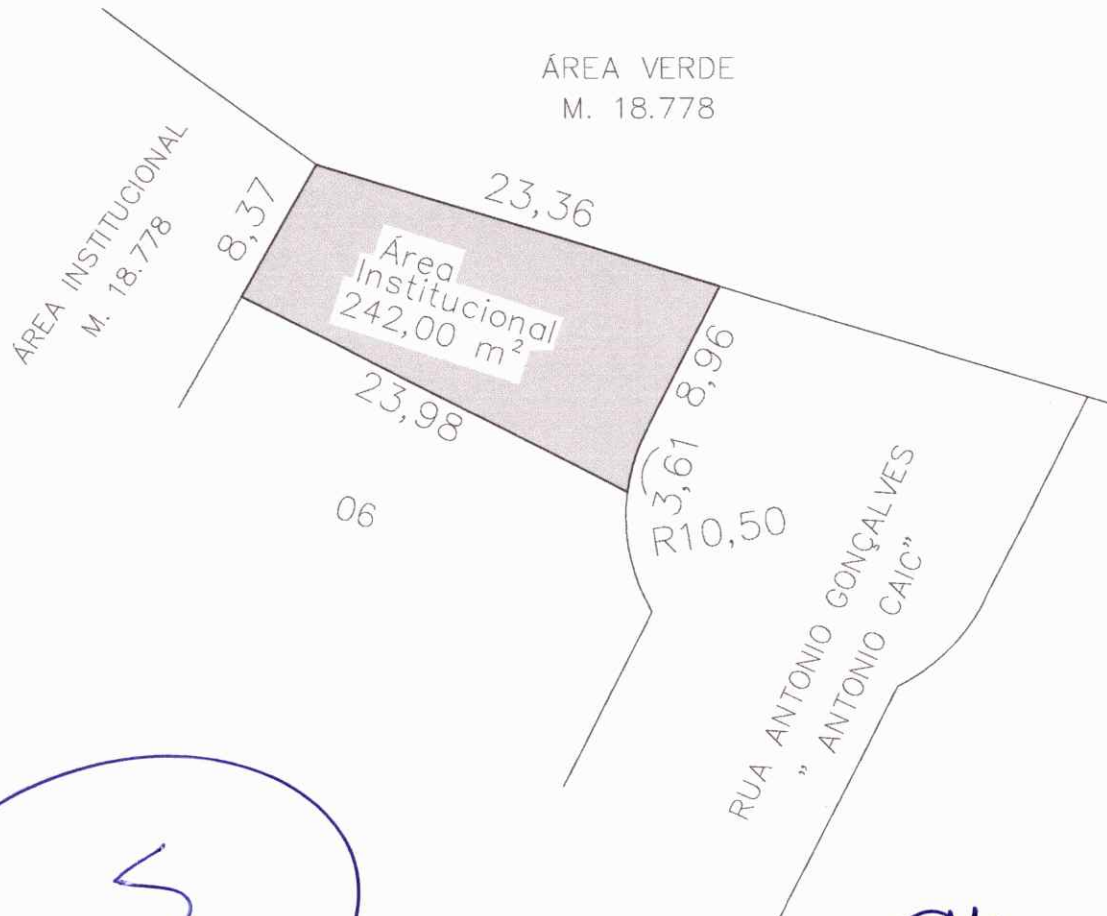 ÁREA VERDE
M. 18.778
ÁREA INSTITUCIONAL
M. 18.778
8,37
23,36
Área
Institucional
242,00 m²
8,96
23,98
3,61
R10,50
06
RUA ANTONIO GONÇALVES
" ANTONIO CAIC"